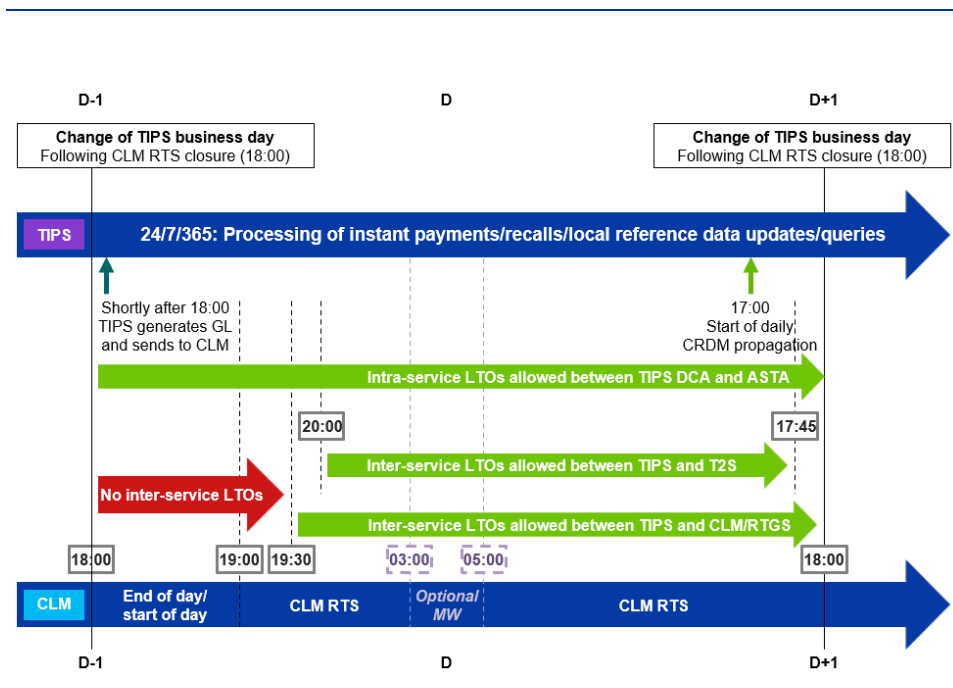 D-1
D
D+1
Change of TIPS business day
Following CLM RTS closure (18:00)
Change of TIPS business day
Following CLM RTS closure (18:00)
TIPS
24/7/365: Processing of instant payments/recalls/local reference data updates/queries
Shortly after 18:00
TIPS generates GL
and sends to CLM
17:00
Start of daily
CRDM propagation
Intra-service LTOs allowed between TIPS DCA and ASTA
20:00
17:45
Inter-service LTOs allowed between TIPS and T2S
No inter-service LTOs
Inter-service LTOs allowed between TIPS and CLM/RTGS
18:00
19:00
19:30
03:00
05:00
18:00
CLM
End of day/
start of day
CLM RTS
Optional
MW
CLM RTS
D-1
D
D+1